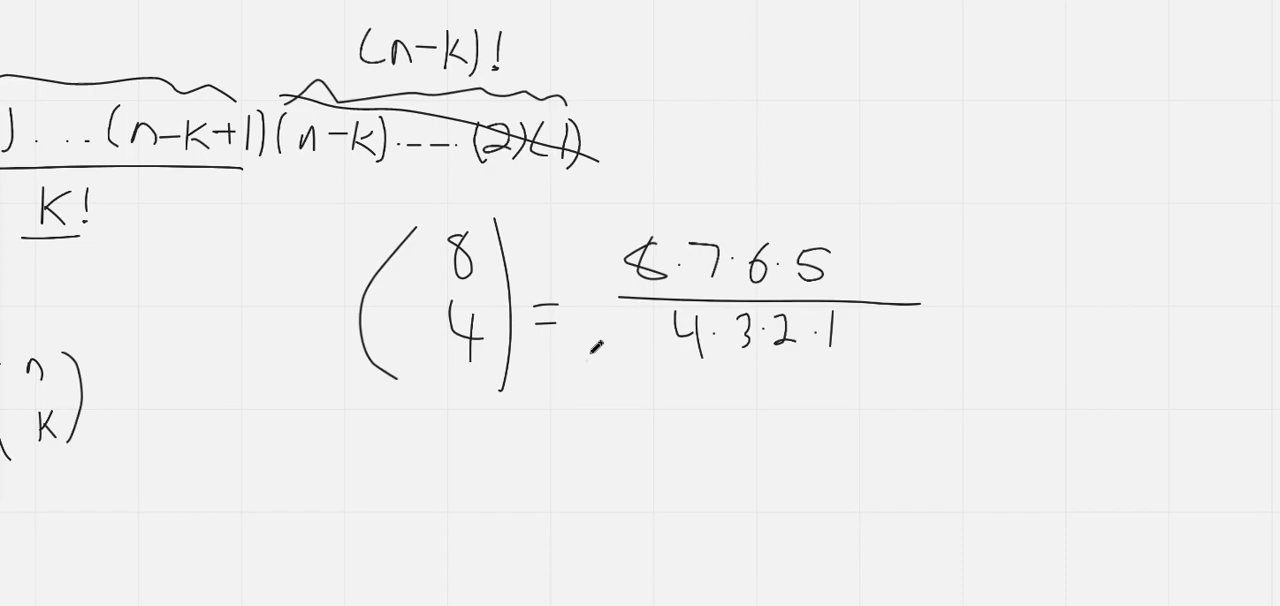 (n-k)!
) . . . (n-k+1)(n-k) . - - - . (2)(1)
K!
(8 4) = 8·7·6·5 / 4·3·2·1
(n K)